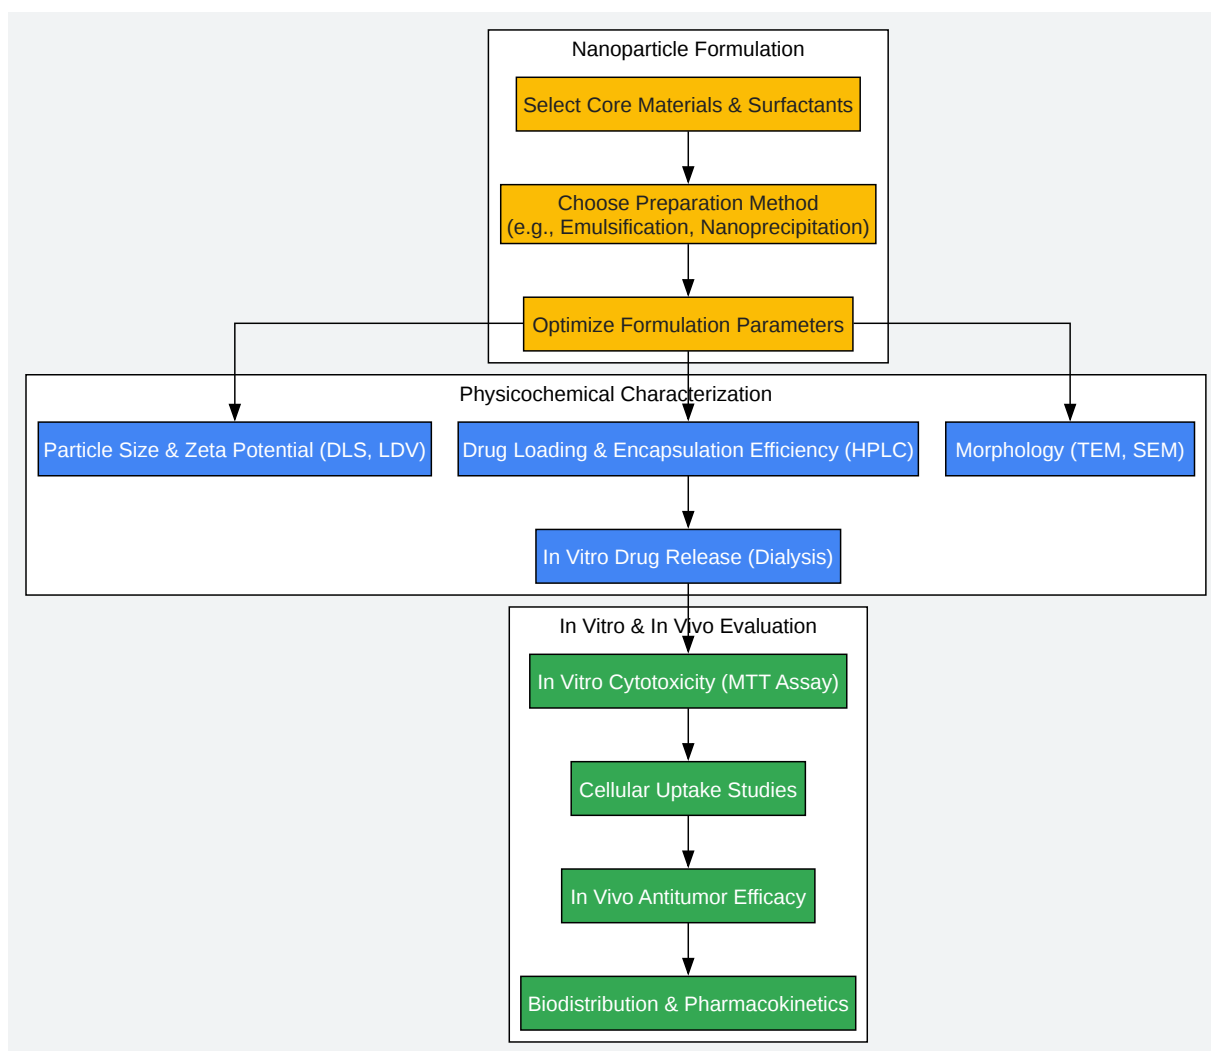 Nanoparticle Formulation
Select Core Materials & Surfactants
Choose Preparation Method
(e.g., Emulsification, Nanoprecipitation)
Optimize Formulation Parameters
Physicochemical Characterization
Particle Size & Zeta Potential (DLS, LDV)
Drug Loading & Encapsulation Efficiency (HPLC)
Morphology (TEM, SEM)
In Vitro Drug Release (Dialysis)
In Vitro & In Vivo Evaluation
In Vitro Cytotoxicity (MTT Assay)
Cellular Uptake Studies
In Vivo Antitumor Efficacy
Biodistribution & Pharmacokinetics